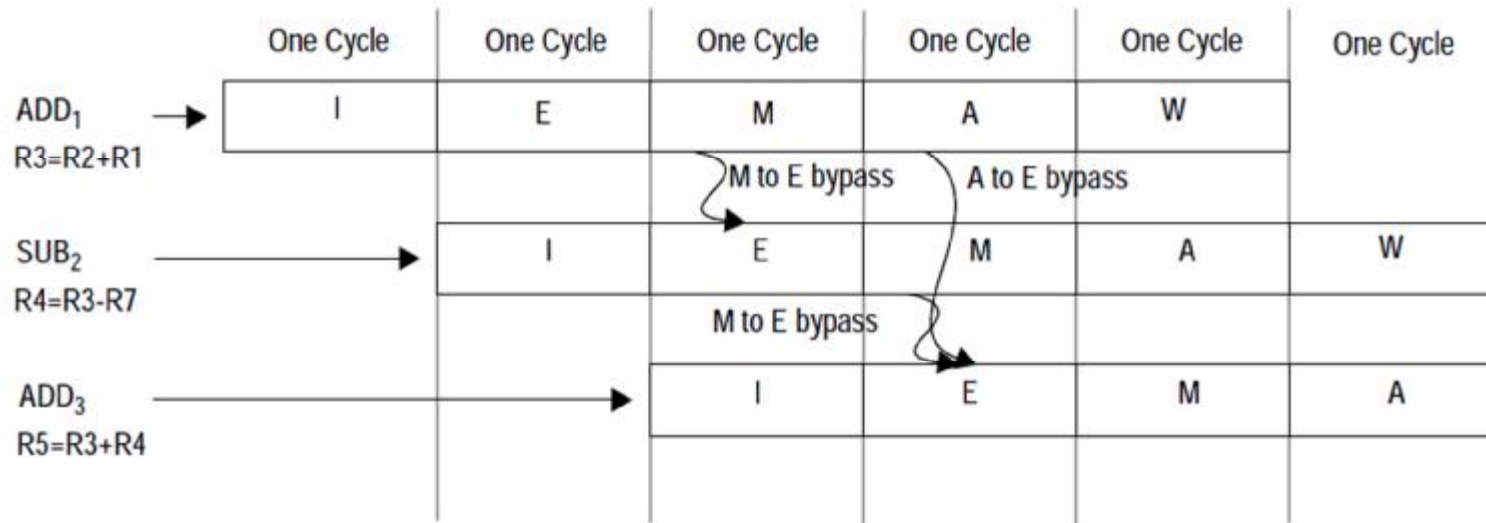 One Cycle One Cycle One Cycle One Cycle One Cycle One Cycle
ADD₁ I E M A W
R3=R2+R1
M to E bypass A to E bypass
SUB₂ I E M A W
R4=R3-R7
M to E bypass
ADD₃ I E M A
R5=R3+R4